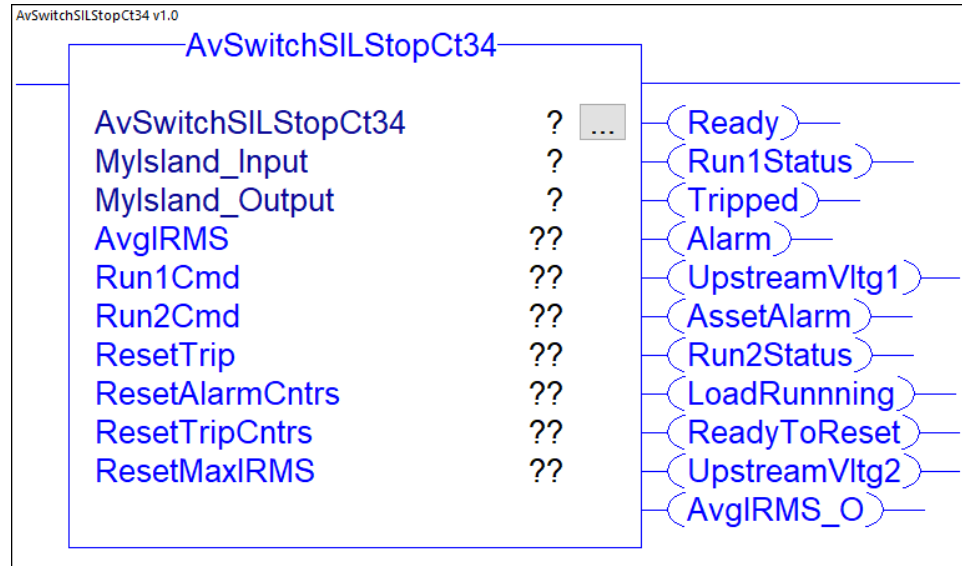 AvSwitchSILStopCt34 v1.0
AvSwitchSILStopCt34
AvSwitchSILStopCt34 ? ... Ready
MyIsland_Input ? Run1Status
MyIsland_Output ? Tripped
AvgIRMS ?? Alarm
Run1Cmd ?? UpstreamVltg1
Run2Cmd ?? AssetAlarm
ResetTrip ?? Run2Status
ResetAlarmCntrs ?? LoadRunnning
ResetTripCntrs ?? ReadyToReset
ResetMaxIRMS ?? UpstreamVltg2
AvgIRMS_O